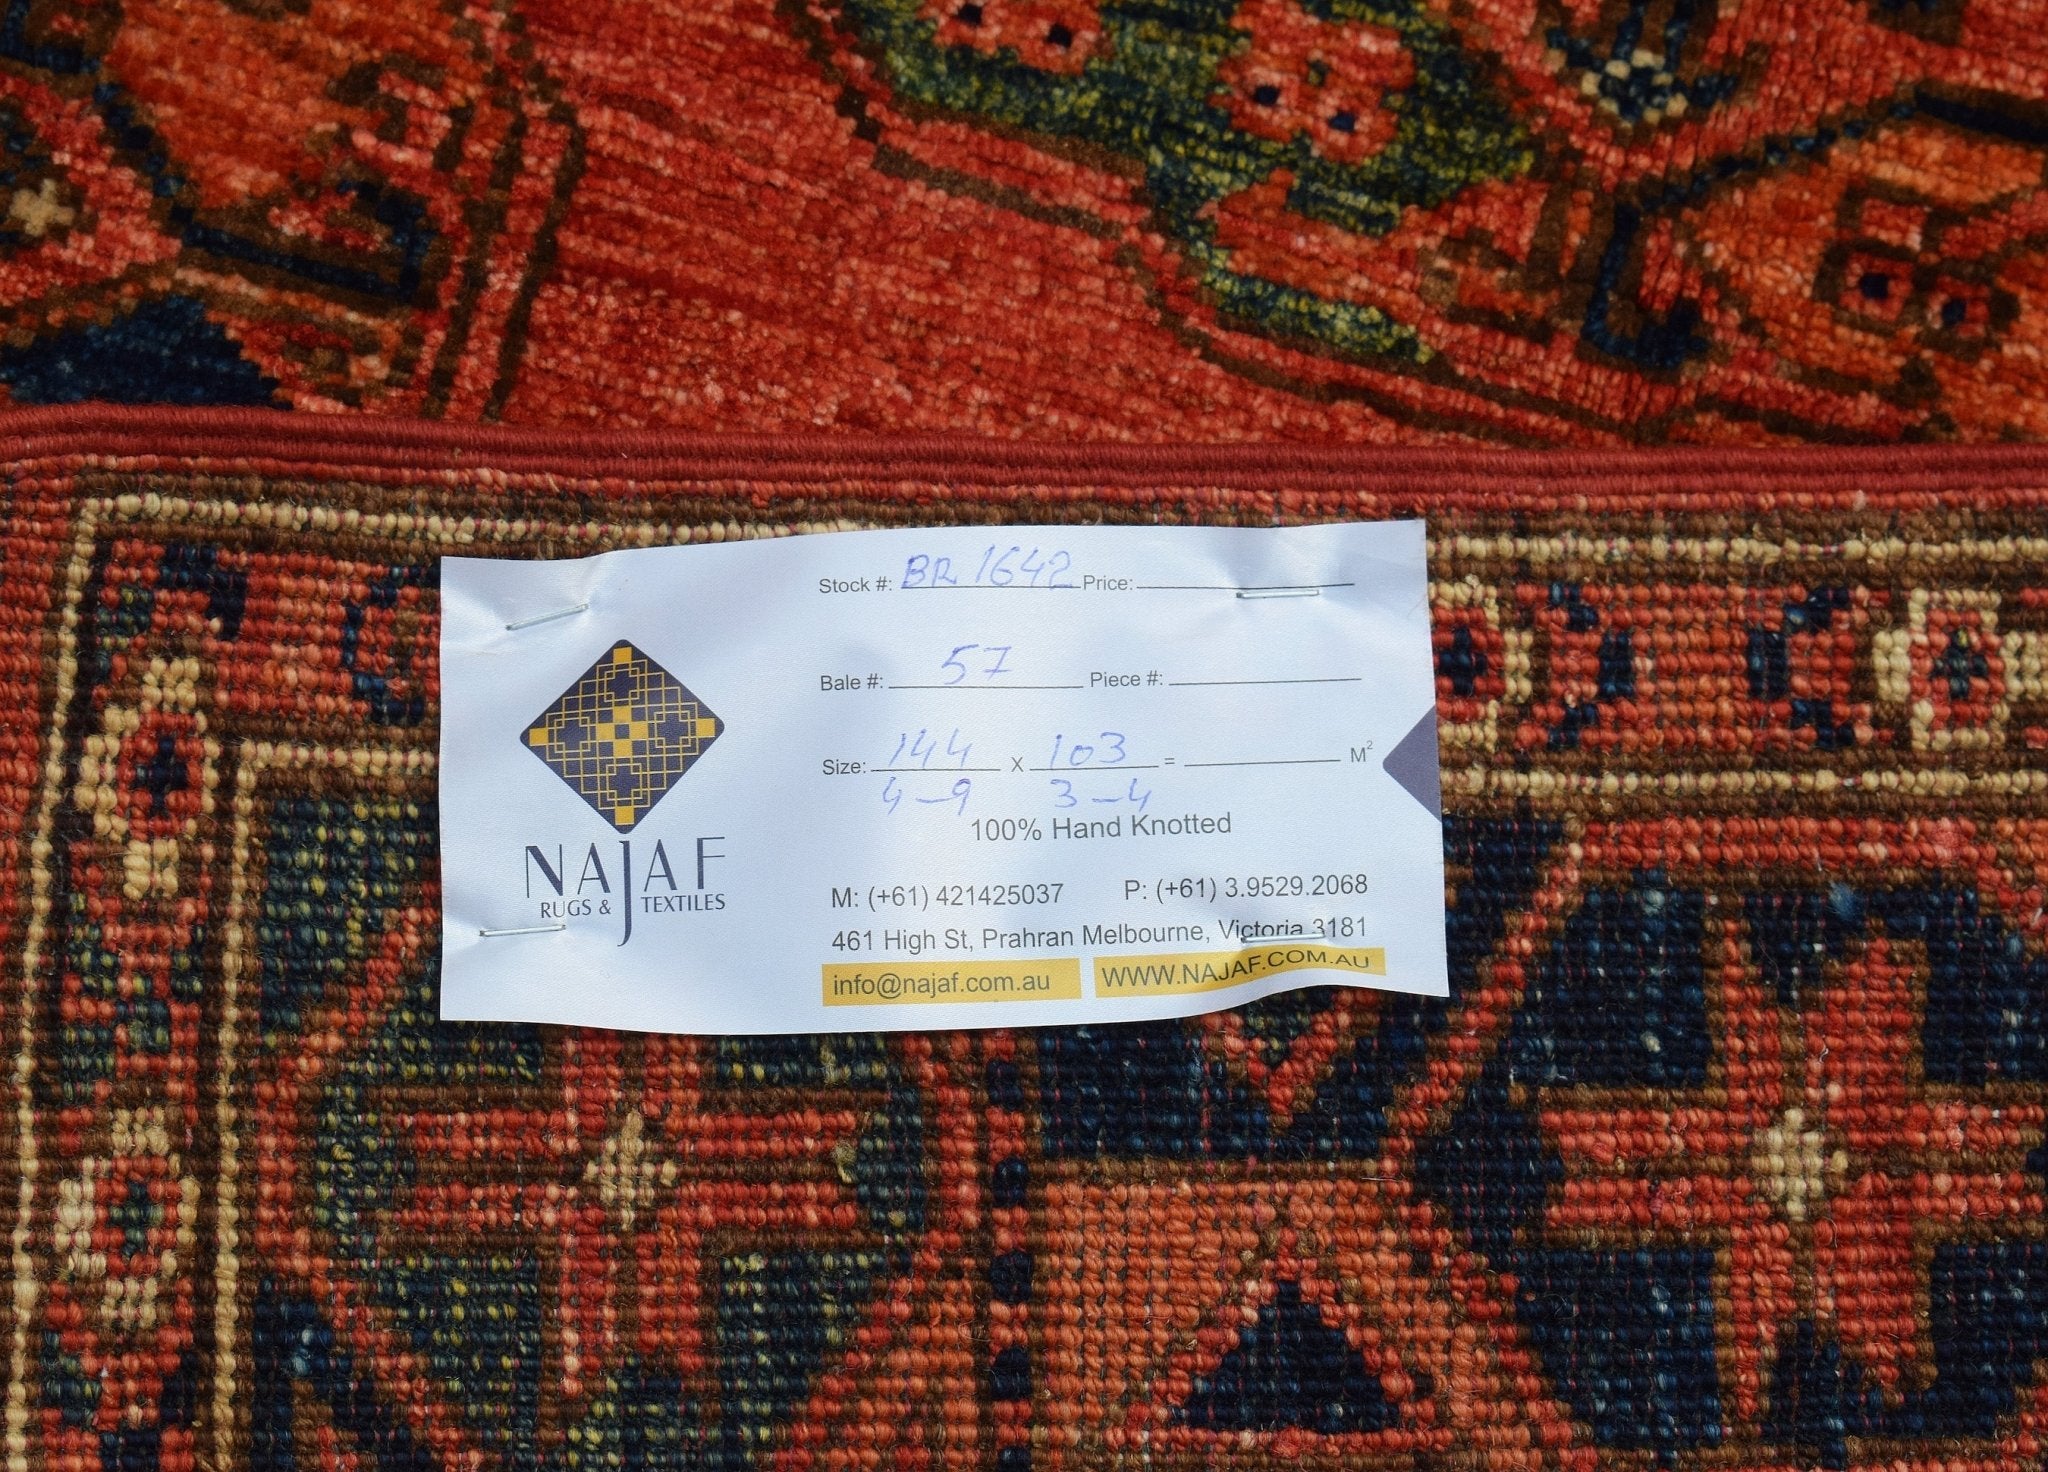 Stock #: BR 1642 Price:
Bale #: 57 Piece #:
Size: 144 x 103 = M²
4-9 3-4
100% Hand Knotted
NAJAF
RUGS & TEXTILES
M: (+61) 421425037 P: (+61) 3.9529.2068
461 High St, Prahran Melbourne, Victoria 3181
info@najaf.com.au WWW.NAJAF.COM.AU